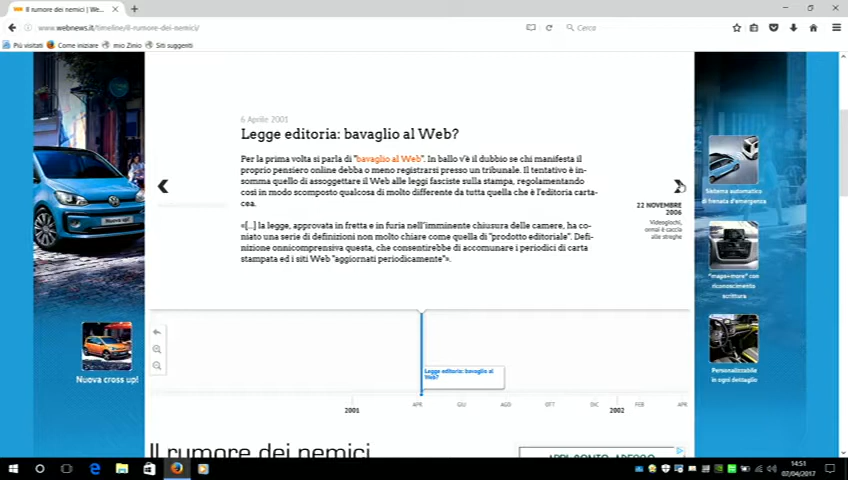 Il rumore dei nemici | We...
www.webnews.it/timeline/il-rumore-dei-nemici/
Cerca
Più visitati
Come iniziare
mio Zinio
Siti suggeriti
6 Aprile 2001
Legge editoria: bavaglio al Web?
Per la prima volta si parla di "bavaglio al Web". In ballo v'è il dubbio se chi manifesta il
proprio pensiero online debba o meno registrarsi presso un tribunale. Il tentativo è in-
somma quello di assoggettare il Web alle leggi fasciste sulla stampa, regolamentando
così in modo scomposto qualcosa di molto differente da tutta quella che è l'editoria carta-
cea.
«[...] la legge, approvata in fretta e in furia nell'imminente chiusura delle camere, ha co-
niato una serie di definizioni non molto chiare come quella di "prodotto editoriale". Defi-
nizione onnicomprensiva questa, che consentirebbe di accomunare i periodici di carta
stampata ed i siti Web "aggiornati periodicamente"».
22 NOVEMBRE
2006
Videogiochi,
ormai è caccia
alle streghe
Nuova up!
Nuova cross up!
Sistema automatico
di frenata d'emergenza
"maps+more" con
riconoscimento
scrittura
Personalizzabile
in ogni dettaglio
Legge editoria: bavaglio al
Web?
APR
GIU
AGO
OTT
DIC
FEB
APR
2001
2002
Il rumore dei nemici
APRI CONTO ADESSO
14:51
07/04/2017